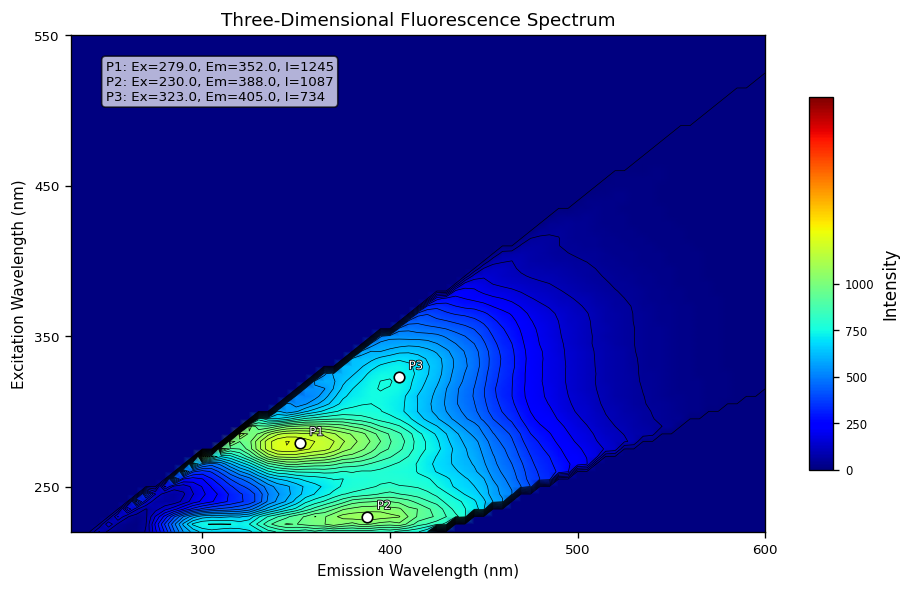 Three-Dimensional Fluorescence Spectrum
P1: Ex=279.0, Em=352.0, I=1245
P2: Ex=230.0, Em=388.0, I=1087
P3: Ex=323.0, Em=405.0, I=734
550
450
350
250
Excitation Wavelength (nm)
P3
P1
P2
300
400
500
600
Emission Wavelength (nm)
1000
750
500
250
0
Intensity